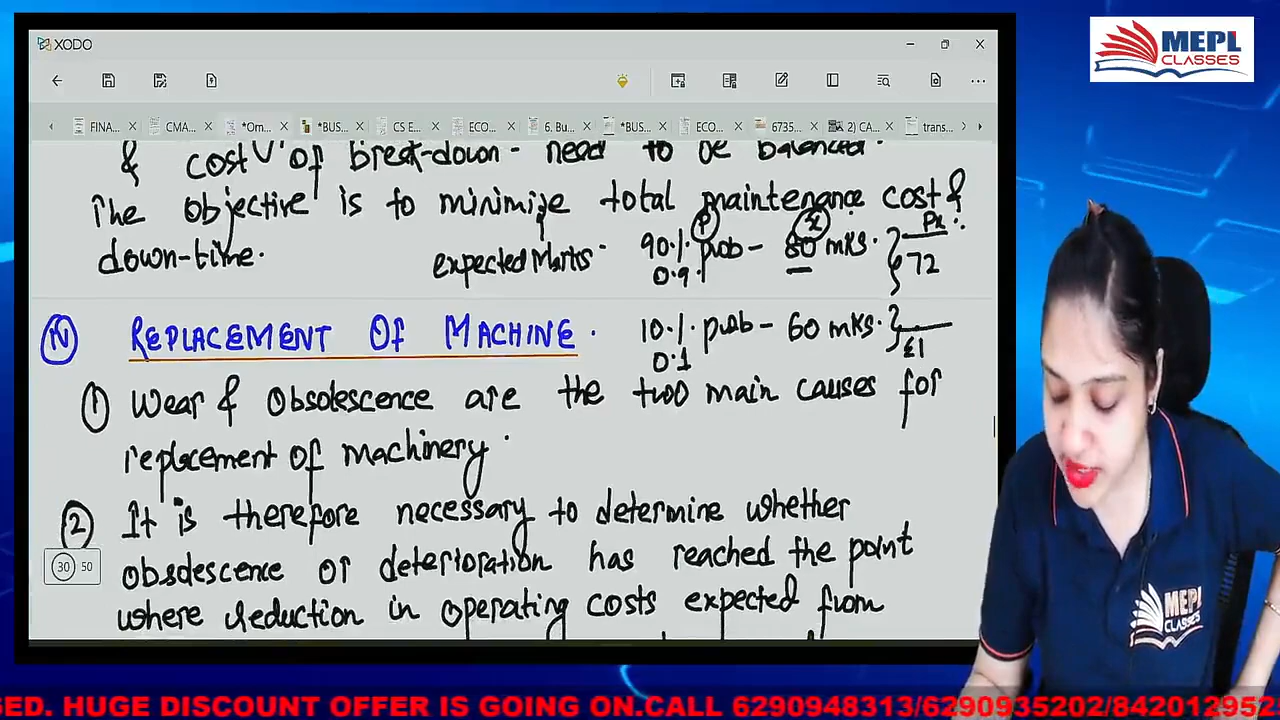 XODO
MEPL
CLASSES
FINA... CMA... *Om... *BUS... CS E... ECO... 6. Bu... *BUS... ECO... 6735... 2) CA... trans...
& cost of break-down - need to be balanced.
The objective is to minimize total maintenance cost &
down-time.
expected Marks - 90.%. prob - 80 mks. 72
P x Px
0.9
IV REPLACEMENT OF MACHINE. 10.%. prob - 60 mks.
0.1
1 Wear & Obsolescence are the two main causes for
replacement of machinery.
2 It is therefore necessary to determine whether
obsolescence or deterioration has reached the point
where reduction in operating costs expected from
30 50
MEPL
CLASSES
SED. HUGE DISCOUNT OFFER IS GOING ON.CALL 6290948313/6290935202/842012952